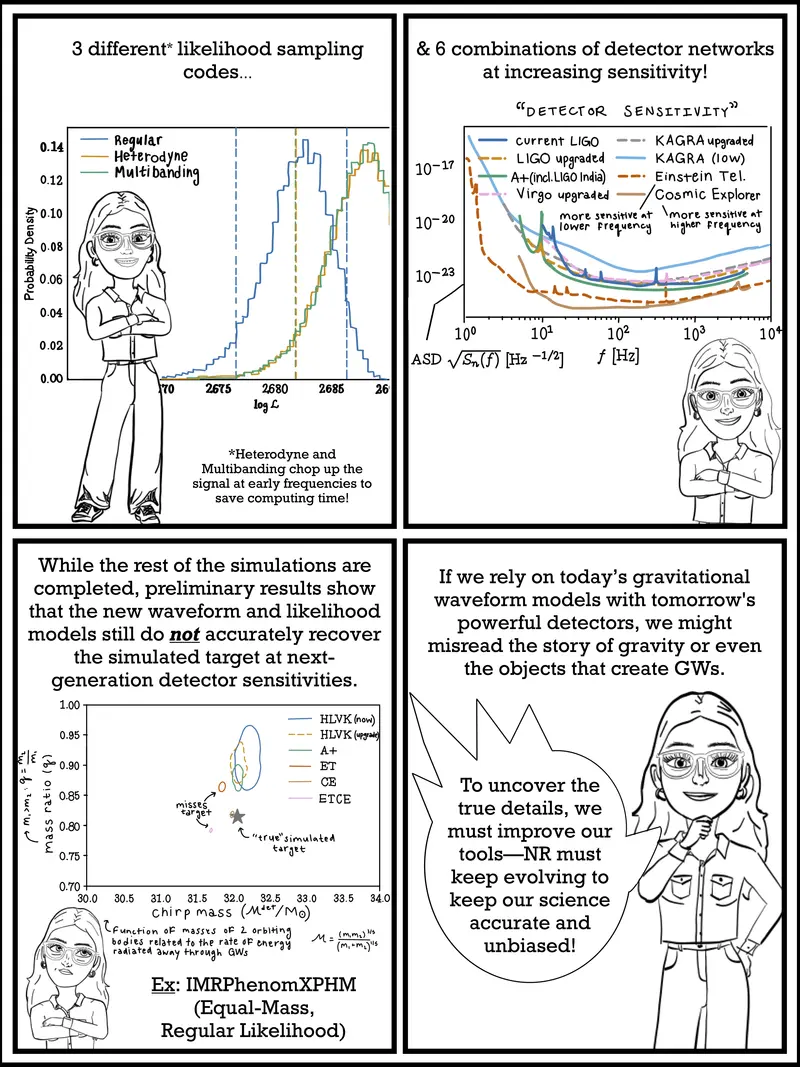 3 different* likelihood sampling
codes...
Regular
Heterodyne
Multibanding
0.14
0.12
0.10
0.08
0.06
0.04
0.02
0.00
Probability Density
70 2675 2680 2685 26
log L
*Heterodyne and
Multibanding chop up the
signal at early frequencies to
save computing time!
& 6 combinations of detector networks
at increasing sensitivity!
"DETECTOR SENSITIVITY"
current LIGO
LIGO upgraded
A+(incl. LIGO India)
Virgo upgraded
KAGRA upgraded
KAGRA (low)
Einstein Tel.
Cosmic Explorer
more sensitive at
lower frequency
more sensitive at
higher frequency
10⁻¹⁷
10⁻²⁰
10⁻²³
10⁰ 10¹ 10² 10³ 10⁴
ASD √Sₙ(f) [Hz ⁻¹/²]
f [Hz]
While the rest of the simulations are
completed, preliminary results show
that the new waveform and likelihood
models still do not accurately recover
the simulated target at next-
generation detector sensitivities.
1.00
0.95
0.90
0.85
0.80
0.75
0.70
mass ratio (q)
m₁>m₂; q = m₂/m₁
HLVK (now)
HLVK (upgrade)
A+
ET
CE
ETCE
misses
target
"true" simulated
target
30.0 30.5 31.0 31.5 32.0 32.5 33.0 33.5 34.0
chirp mass (Mᵈᵉᵗ/M☉)
Function of masses of 2 orbiting
bodies related to the rate of energy
radiated away through GWs
Ex: IMRPhenomXPHM
(Equal-Mass,
Regular Likelihood)
If we rely on today's gravitational
waveform models with tomorrow's
powerful detectors, we might
misread the story of gravity or even
the objects that create GWs.
To uncover the
true details, we
must improve our
tools—NR must
keep evolving to
keep our science
accurate and
unbiased!